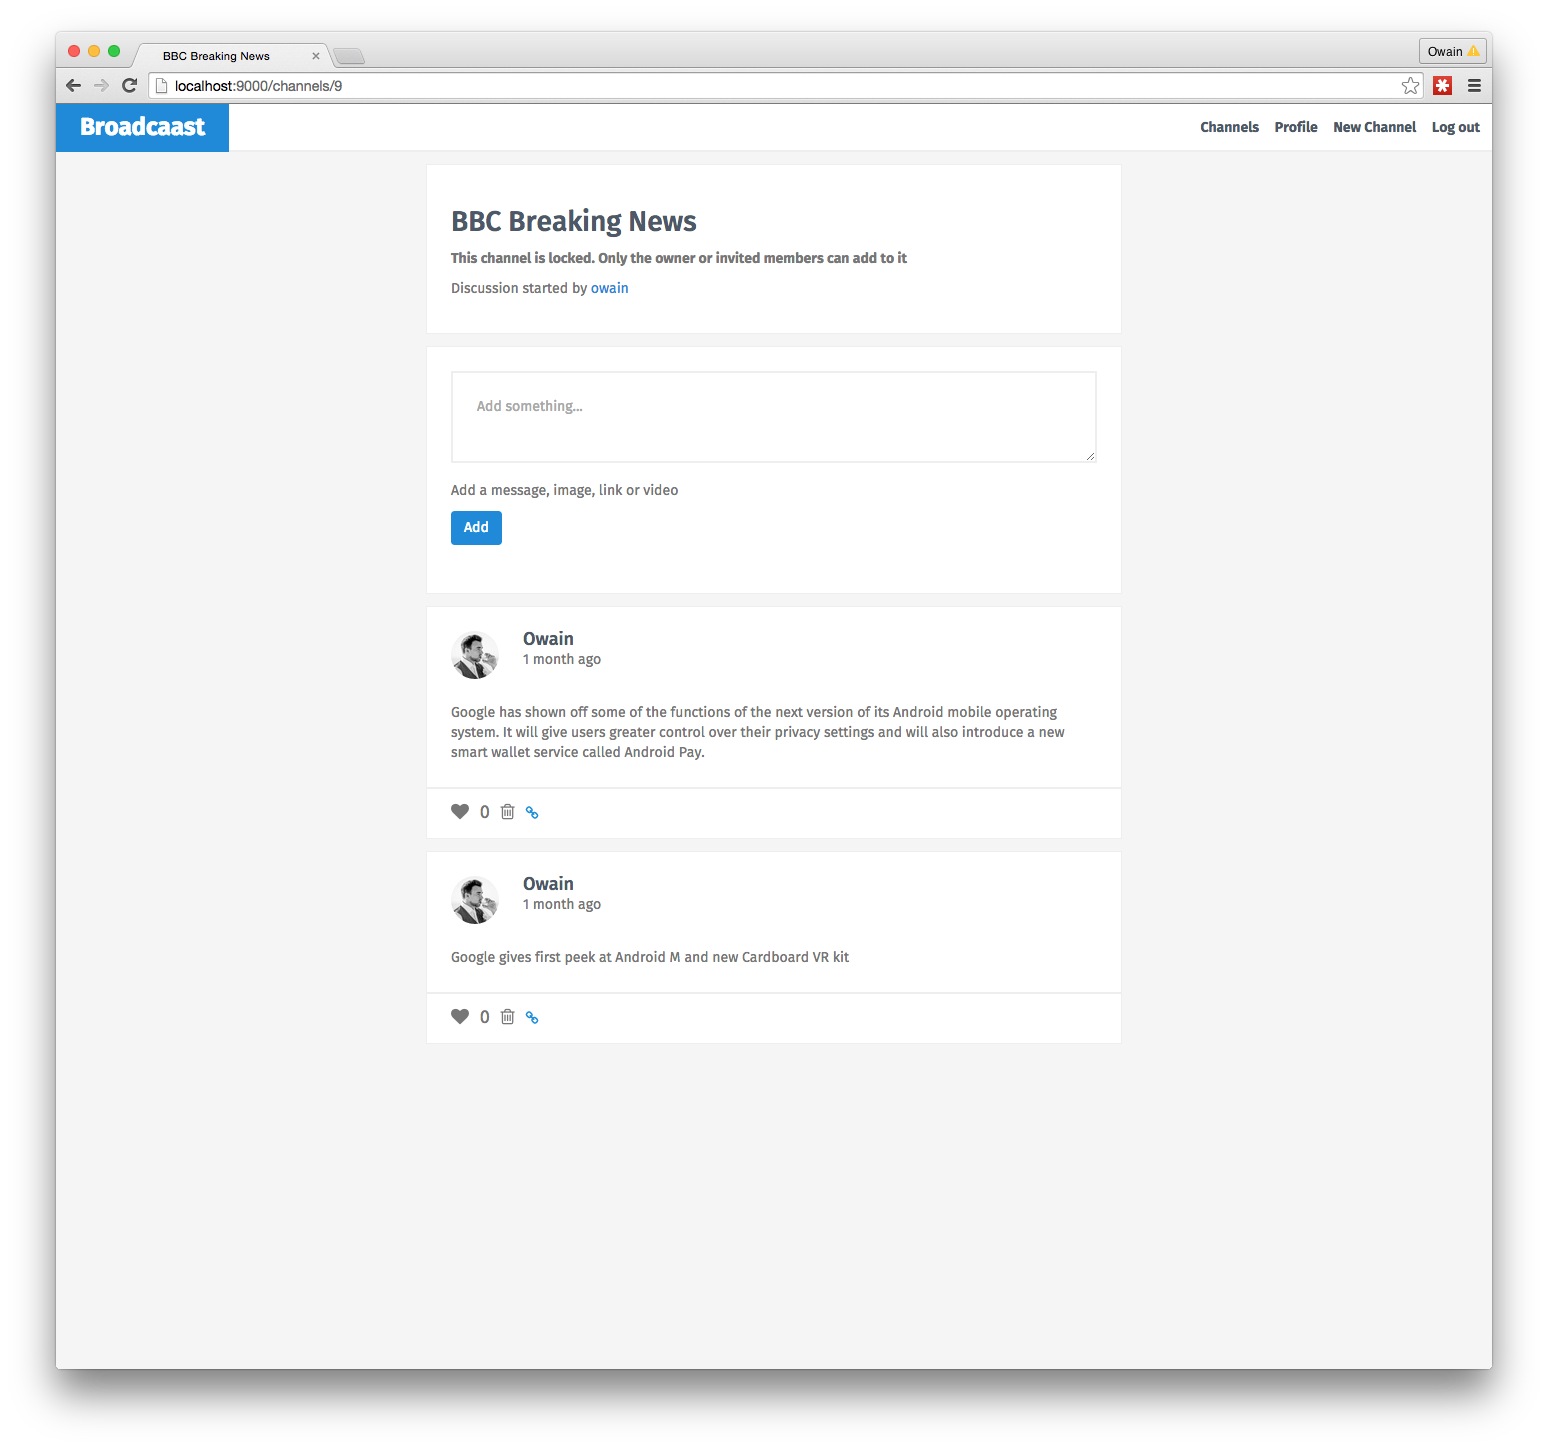 BBC Breaking News
Owain
localhost:9000/channels/9
Broadcaast
Channels Profile New Channel Log out
BBC Breaking News
This channel is locked. Only the owner or invited members can add to it
Discussion started by owain
Add something...
Add a message, image, link or video
Add
Owain
1 month ago
Google has shown off some of the functions of the next version of its Android mobile operating
system. It will give users greater control over their privacy settings and will also introduce a new
smart wallet service called Android Pay.
0
Owain
1 month ago
Google gives first peek at Android M and new Cardboard VR kit
0